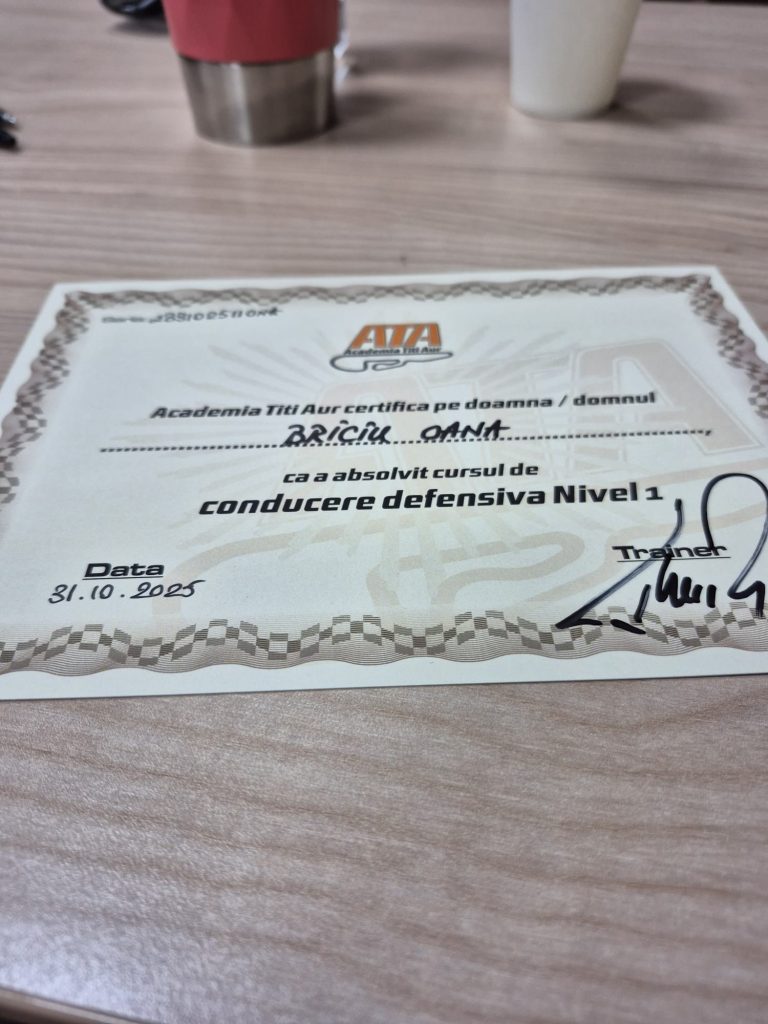 ATA
Academia Titi Aur
Academia Titi Aur certifica pe doamna / domnul
BRICIU OANA
ca a absolvit cursul de
conducere defensiva Nivel 1
Data
31.10.2025
Trainer